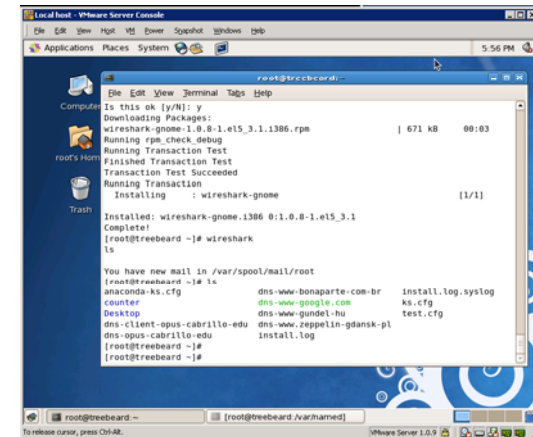 Local host - VMware Server Console
File Edit View Host VM Power Snapshot Windows Help
Applications Places System 5:56 PM
Computer
root's Hom
Trash
root@treebeard:~
File Edit View Terminal Tabs Help
Is this ok [y/N]: y
Downloading Packages:
wireshark-gnome-1.0.8-1.el5_3.1.i386.rpm | 671 kB 00:03
Running rpm_check_debug
Running Transaction Test
Finished Transaction Test
Transaction Test Succeeded
Running Transaction
Installing : wireshark-gnome [1/1]
Installed: wireshark-gnome.i386 0:1.0.8-1.el5_3.1
Complete!
[root@treebeard ~]# wireshark
ls
You have new mail in /var/spool/mail/root
[root@treebeard ~]# ls
anaconda-ks.cfg dns-www-bonaparte-com-br install.log.syslog
counter dns-www-google.com ks.cfg
Desktop dns-www-gundel-hu test.cfg
dns-client-opus-cabrillo-edu dns-www.zeppelin-gdansk-pl
dns-opus-cabrillo-edu install.log
[root@treebeard ~]#
[root@treebeard ~]#
root@treebeard:~ [root@treebeard:/var/named]
To release cursor, press Ctrl-Alt. VMware Server 1.0.9